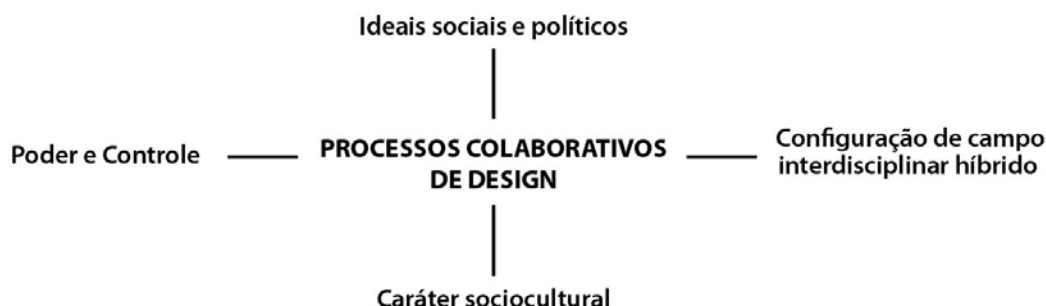 Ideais sociais e políticos
Poder e Controle
PROCESSOS COLABORATIVOS
DE DESIGN
Configuração de campo
interdisciplinar híbrido
Caráter sociocultural